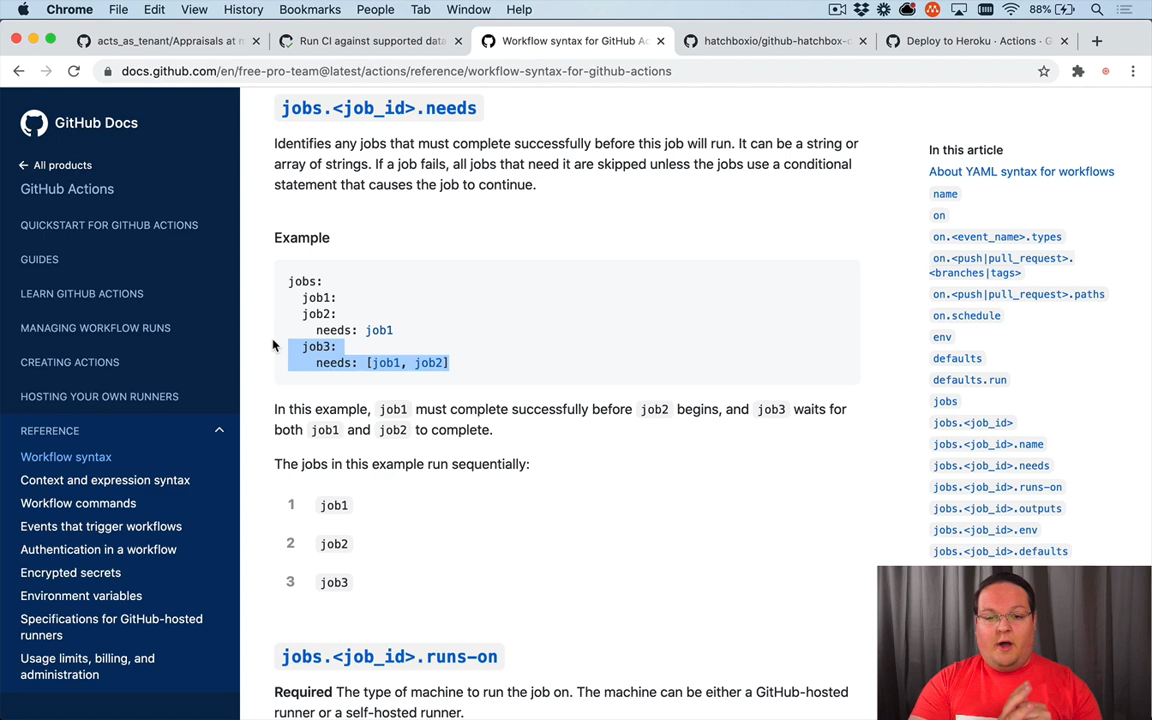 Chrome File Edit View History Bookmarks People Tab Window Help 88%
acts_as_tenant/Appraisals at m
Run CI against supported data
Workflow syntax for GitHub Ac
hatchboxio/github-hatchbox-
Deploy to Heroku · Actions · G
docs.github.com/en/free-pro-team@latest/actions/reference/workflow-syntax-for-github-actions
GitHub Docs
All products
GitHub Actions
QUICKSTART FOR GITHUB ACTIONS
GUIDES
LEARN GITHUB ACTIONS
MANAGING WORKFLOW RUNS
CREATING ACTIONS
HOSTING YOUR OWN RUNNERS
REFERENCE
Workflow syntax
Context and expression syntax
Workflow commands
Events that trigger workflows
Authentication in a workflow
Encrypted secrets
Environment variables
Specifications for GitHub-hosted
runners
Usage limits, billing, and
administration
jobs.<job_id>.needs
Identifies any jobs that must complete successfully before this job will run. It can be a string or
array of strings. If a job fails, all jobs that need it are skipped unless the jobs use a conditional
statement that causes the job to continue.
Example
jobs:
job1:
job2:
needs: job1
job3:
needs: [job1, job2]
In this example, job1 must complete successfully before job2 begins, and job3 waits for
both job1 and job2 to complete.
The jobs in this example run sequentially:
1 job1
2 job2
3 job3
jobs.<job_id>.runs-on
Required The type of machine to run the job on. The machine can be either a GitHub-hosted
runner or a self-hosted runner.
In this article
About YAML syntax for workflows
name
on
on.<event_name>.types
on.<push|pull_request>.
<branches|tags>
on.<push|pull_request>.paths
on.schedule
env
defaults
defaults.run
jobs
jobs.<job_id>
jobs.<job_id>.name
jobs.<job_id>.needs
jobs.<job_id>.runs-on
jobs.<job_id>.outputs
jobs.<job_id>.env
jobs.<job_id>.defaults